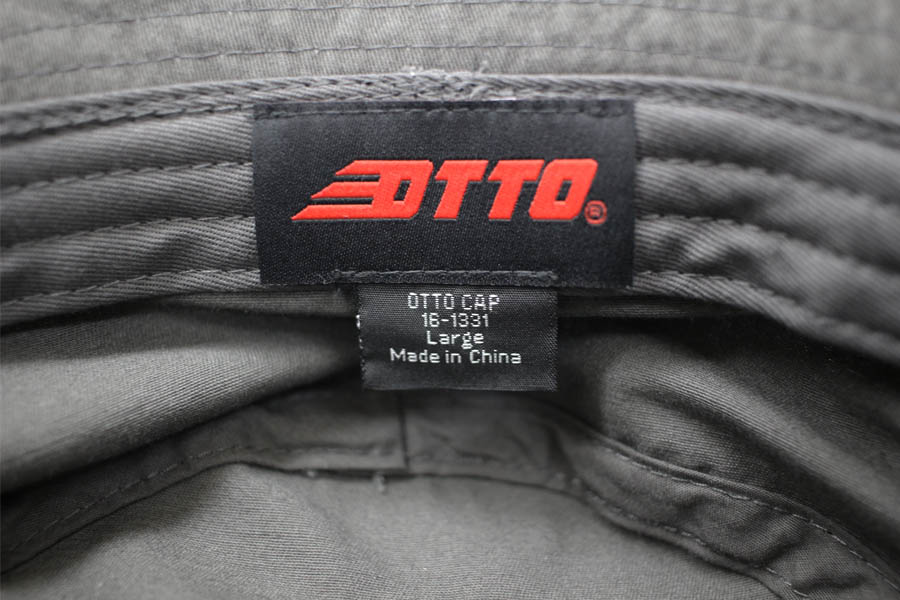 OTTO®
OTTO CAP
16-1331
Large
Made in China